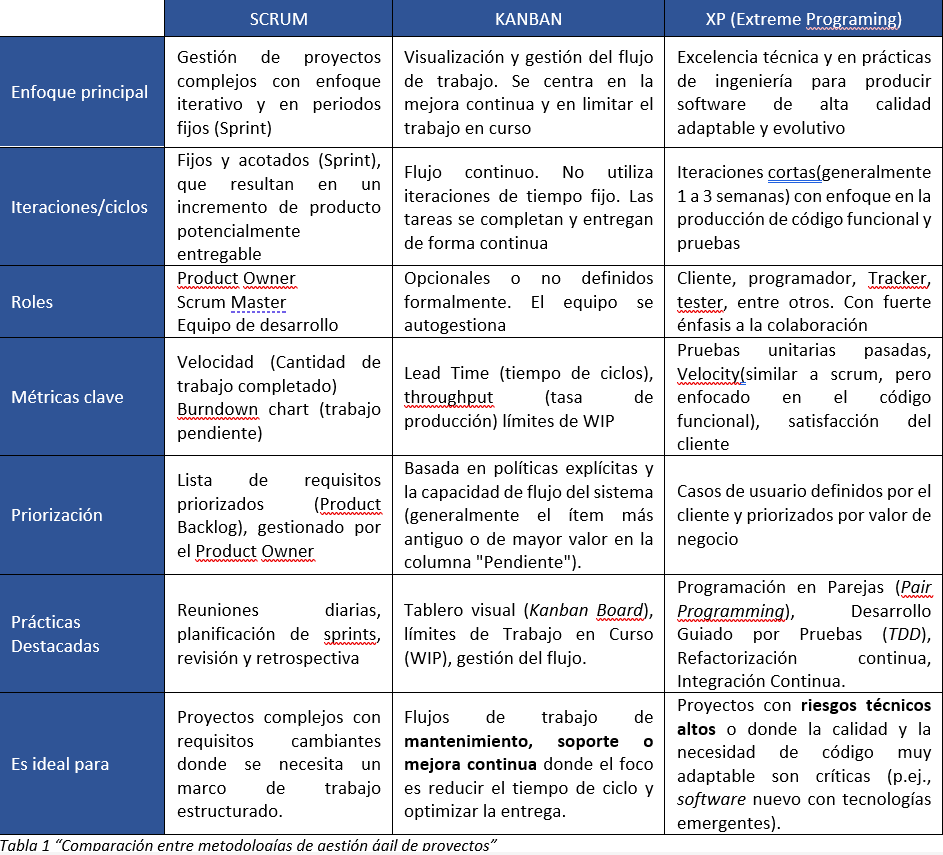 SCRUM
KANBAN
XP (Extreme Programing)
Enfoque principal
Gestión de proyectos
complejos con enfoque
iterativo y en periodos
fijos (Sprint)
Visualización y gestión del flujo
de trabajo. Se centra en la
mejora continua y en limitar el
trabajo en curso
Excelencia técnica y en prácticas
de ingeniería para producir
software de alta calidad
adaptable y evolutivo
Iteraciones/ciclos
Fijos y acotados (Sprint),
que resultan en un
incremento de producto
potencialmente
entregable
Flujo continuo. No utiliza
iteraciones de tiempo fijo. Las
tareas se completan y entregan
de forma continua
Iteraciones cortas(generalmente
1 a 3 semanas) con enfoque en la
producción de código funcional y
pruebas
Roles
Product Owner
Scrum Master
Equipo de desarrollo
Opcionales o no definidos
formalmente. El equipo se
autogestiona
Cliente, programador, Tracker,
tester, entre otros. Con fuerte
énfasis a la colaboración
Métricas clave
Velocidad (Cantidad de
trabajo completado)
Burndown chart (trabajo
pendiente)
Lead Time (tiempo de ciclos),
throughput (tasa de
producción) límites de WIP
Pruebas unitarias pasadas,
Velocity(similar a scrum, pero
enfocado en el código
funcional), satisfacción del
cliente
Priorización
Lista de requisitos
priorizados (Product
Backlog), gestionado por
el Product Owner
Basada en políticas explícitas y
la capacidad de flujo del sistema
(generalmente el ítem más
antiguo o de mayor valor en la
columna "Pendiente").
Casos de usuario definidos por el
cliente y priorizados por valor de
negocio
Prácticas
Destacadas
Reuniones diarias,
planificación de sprints,
revisión y retrospectiva
Tablero visual (Kanban Board),
límites de Trabajo en Curso
(WIP), gestión del flujo.
Programación en Parejas (Pair
Programming), Desarrollo
Guiado por Pruebas (TDD),
Refactorización continua,
Integración Continua.
Es ideal para
Proyectos complejos con
requisitos cambiantes
donde se necesita un
marco de trabajo
estructurado.
Flujos de trabajo de
mantenimiento, soporte o
mejora continua donde el foco
es reducir el tiempo de ciclo y
optimizar la entrega.
Proyectos con riesgos técnicos
altos o donde la calidad y la
necesidad de código muy
adaptable son críticas (p.ej.,
software nuevo con tecnologías
emergentes).
Tabla 1 "Comparación entre metodologías de gestión ágil de proyectos"